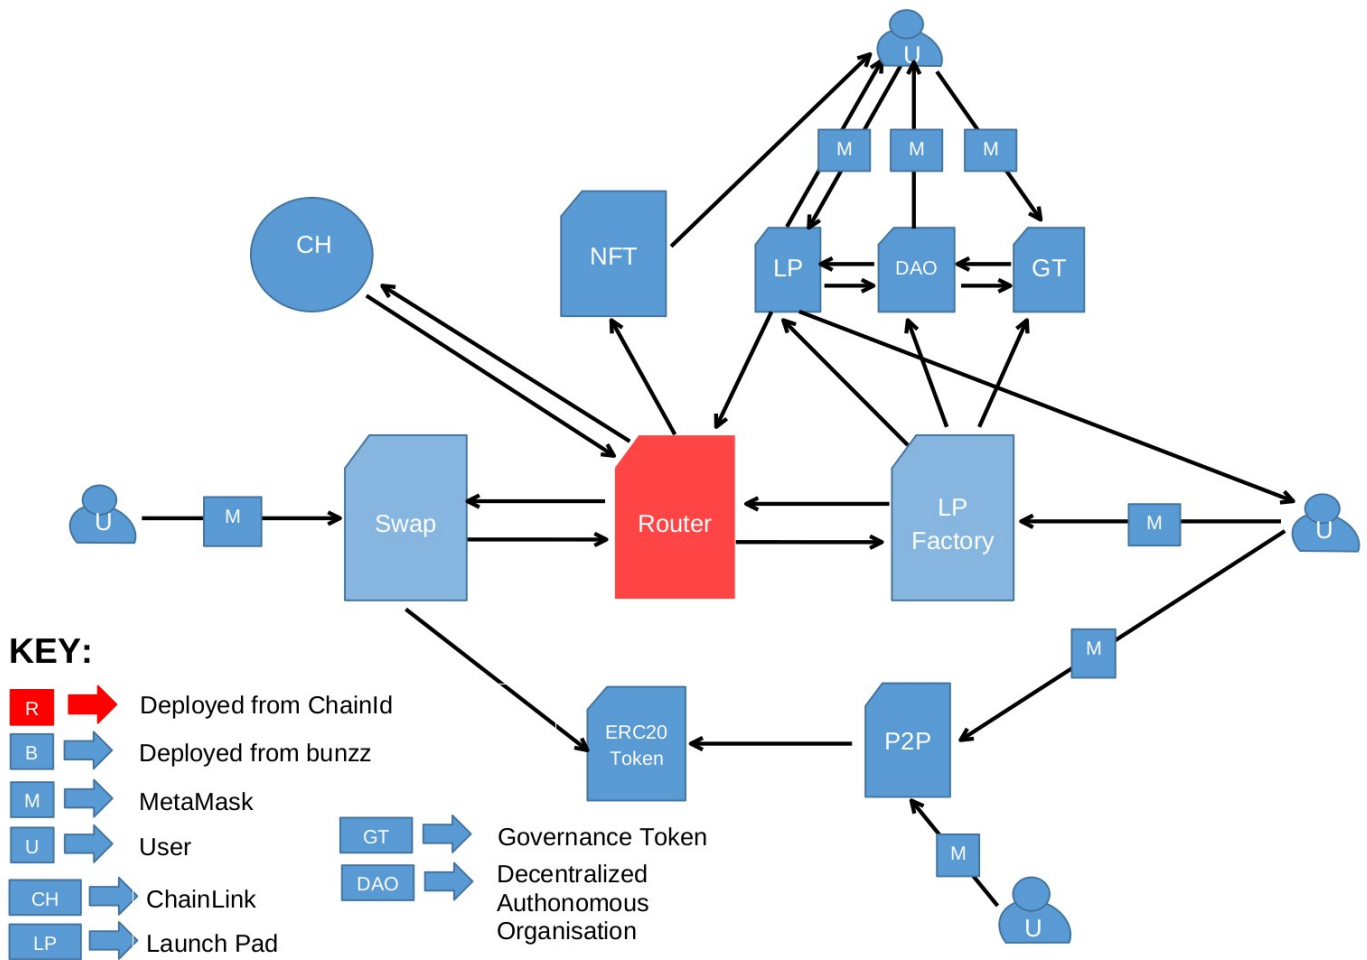 U
M
M
M
CH
NFT
LP
DAO
GT
U
M
Swap
Router
LP
Factory
M
U
KEY:
M
R
Deployed from ChainId
B
Deployed from bunzz
ERC20
Token
P2P
M
MetaMask
U
User
GT
Governance Token
M
CH
ChainLink
DAO
Decentralized
Authonomous
Organisation
LP
Launch Pad
U